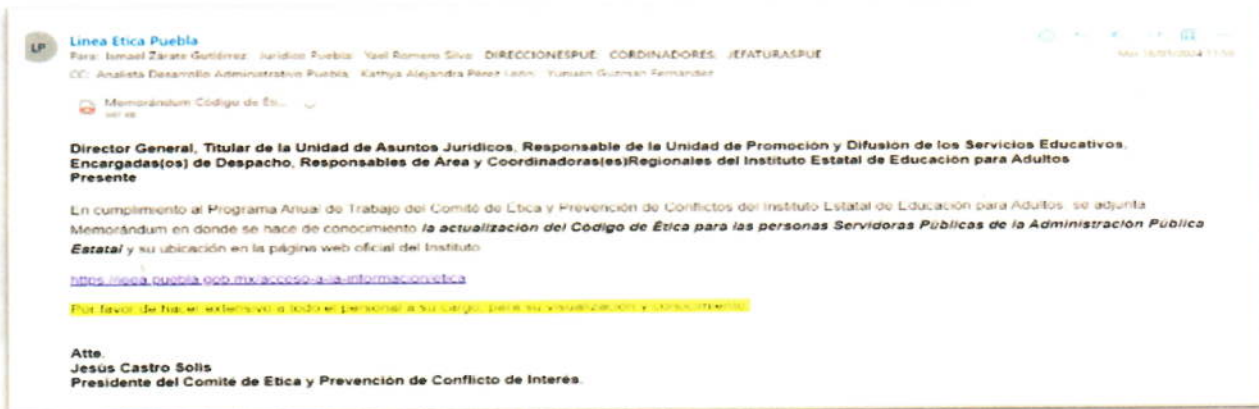 LP
Linea Etica Puebla
Para: Ismael Zárate Gutiérrez; Jurídico Puebla; Yael Romero Silva; DIRECCIONESPUE; CORDINADORES; JEFATURASPUE
CC: Analista Desarrollo Administrativo Puebla; Kathya Alejandra Pérez León; Guzman Fernandez
Memorándum Código de Ét...
Director General, Titular de la Unidad de Asuntos Jurídicos, Responsable de la Unidad de Promoción y Difusión de los Servicios Educativos,
Encargadas(os) de Despacho, Responsables de Área y Coordinadoras(es)Regionales del Instituto Estatal de Educación para Adultos
Presente
En cumplimiento al Programa Anual de Trabajo del Comité de Ética y Prevención de Conflictos del Instituto Estatal de Educación para Adultos, se adjunta
Memorándum en donde se hace de conocimiento la actualización del Código de Ética para las personas Servidoras Públicas de la Administración Pública
Estatal y su ubicación en la página web oficial del Instituto
https://ieea.puebla.gob.mx/acceso-a-la-informacion/etica
Por favor de hacer extensivo a todo el personal a su cargo, para su visualización y conocimiento.
Atte.
Jesús Castro Solis
Presidente del Comité de Etica y Prevención de Conflicto de Interés.